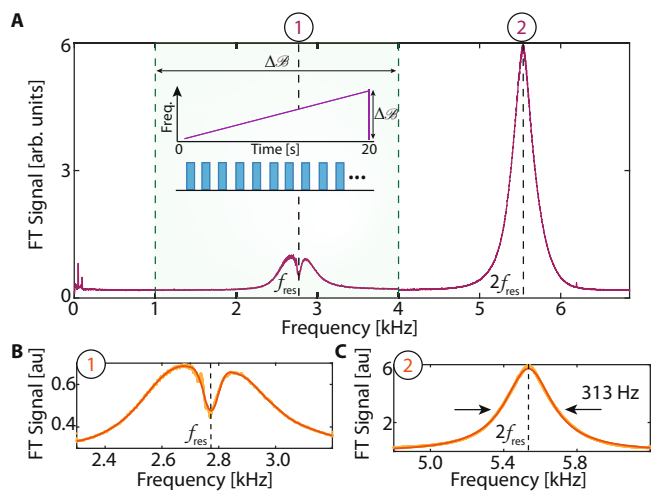 A
1
2
6
3
0
FT Signal [arb. units]
Δℬ
Freq.
Δℬ
0
Time [s]
20
...
f_res
2f_res
0
1
2
3
4
5
6
Frequency [kHz]
B
1
0.6
0.4
FT Signal [au]
f_res
2.4
2.6
2.8
3.0
Frequency [kHz]
C
2
6
2
FT Signal [au]
313 Hz
2f_res
5.0
5.4
5.8
Frequency [kHz]